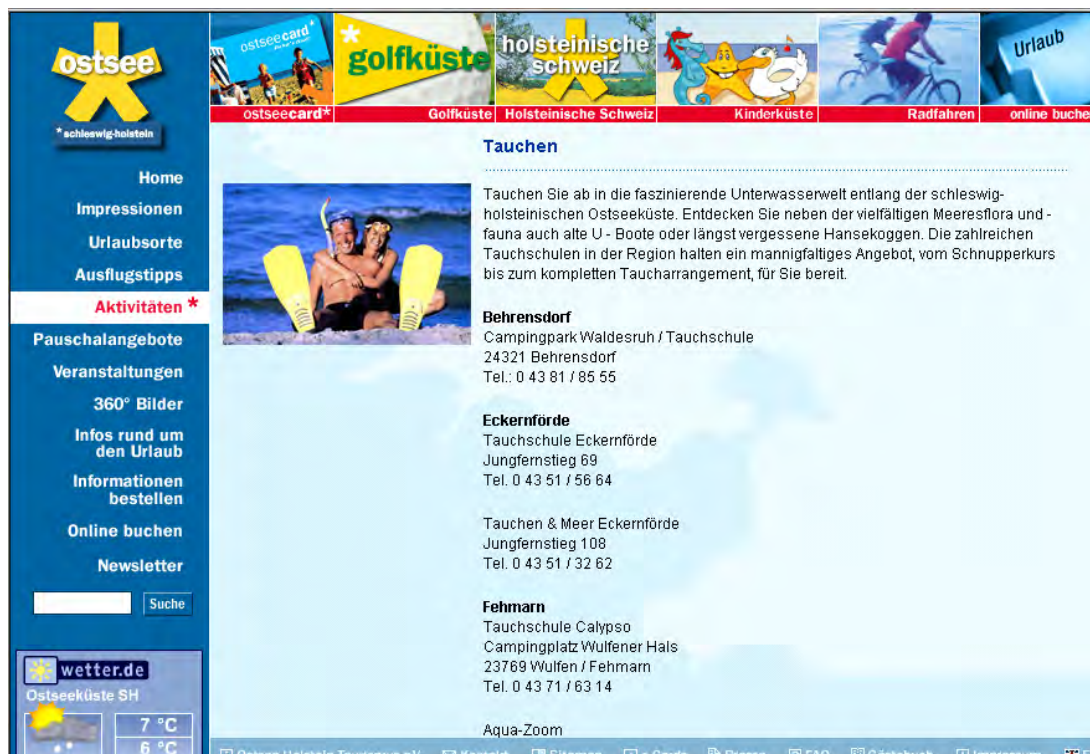 ostsee
*schleswig-holstein
ostseecard*
* golfküste
holsteinische
schweiz
Urlaub
ostseecard*
Golfküste
Holsteinische Schweiz
Kinderküste
Radfahren
online buche
Home
Impressionen
Urlaubsorte
Ausflugstipps
Aktivitäten *
Pauschalangebote
Veranstaltungen
360° Bilder
Infos rund um
den Urlaub
Informationen
bestellen
Online buchen
Newsletter
Suche
wetter.de
Ostseeküste SH
7 °C
6 °C
Tauchen
Tauchen Sie ab in die faszinierende Unterwasserwelt entlang der schleswig-
holsteinischen Ostseeküste. Entdecken Sie neben der vielfältigen Meeresflora und -
fauna auch alte U - Boote oder längst vergessene Hansekoggen. Die zahlreichen
Tauchschulen in der Region halten ein mannigfaltiges Angebot, vom Schnupperkurs
bis zum kompletten Taucharrangement, für Sie bereit.
Behrensdorf
Campingpark Waldesruh / Tauchschule
24321 Behrensdorf
Tel.: 0 43 81 / 85 55
Eckernförde
Tauchschule Eckernförde
Jungfernstieg 69
Tel. 0 43 51 / 56 64
Tauchen & Meer Eckernförde
Jungfernstieg 108
Tel. 0 43 51 / 32 62
Fehmarn
Tauchschule Calypso
Campingplatz Wulfener Hals
23769 Wulfen / Fehmarn
Tel. 0 43 71 / 63 14
Aqua-Zoom